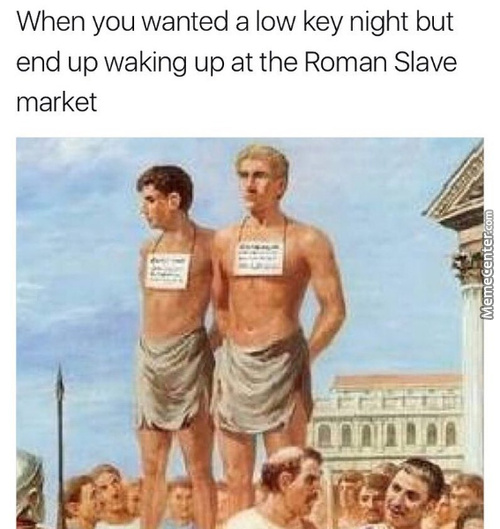 When you wanted a low key night but
end up waking up at the Roman Slave
market
MemeCenter.com